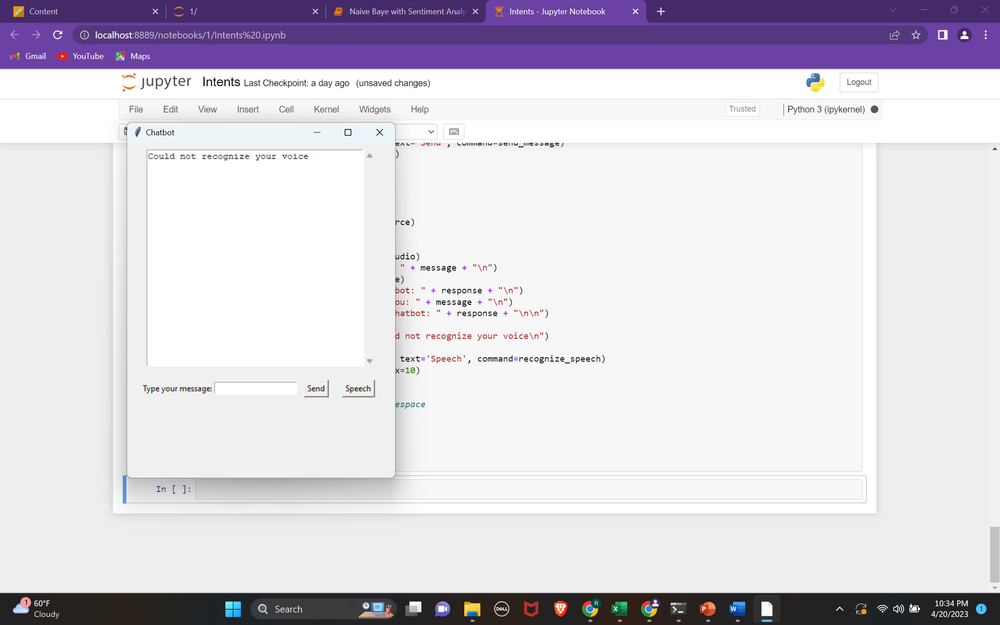 Content
1/
Naive Baye with Sentiment Analy
Intents - Jupyter Notebook
localhost:8889/notebooks/1/Intents%20.ipynb
Gmail
YouTube
Maps
jupyter
Intents Last Checkpoint: a day ago (unsaved changes)
Logout
File Edit View Insert Cell Kernel Widgets Help
Trusted
Python 3 (ipykernel)
Chatbot
ext='Send', command=send_message)
Could not recognize your voice
)
rce)
udio)
" + message + "\n")
e)
bot: " + response + "\n")
ou: " + message + "\n")
hatbot: " + response + "\n\n")
d not recognize your voice\n")
text='Speech', command=recognize_speech)
x=10)
Type your message:
Send
Speech
espace
In [ ]:
1
60°F
Cloudy
Search
DELL
R
X
P
W
10:34 PM
4/20/2023
1